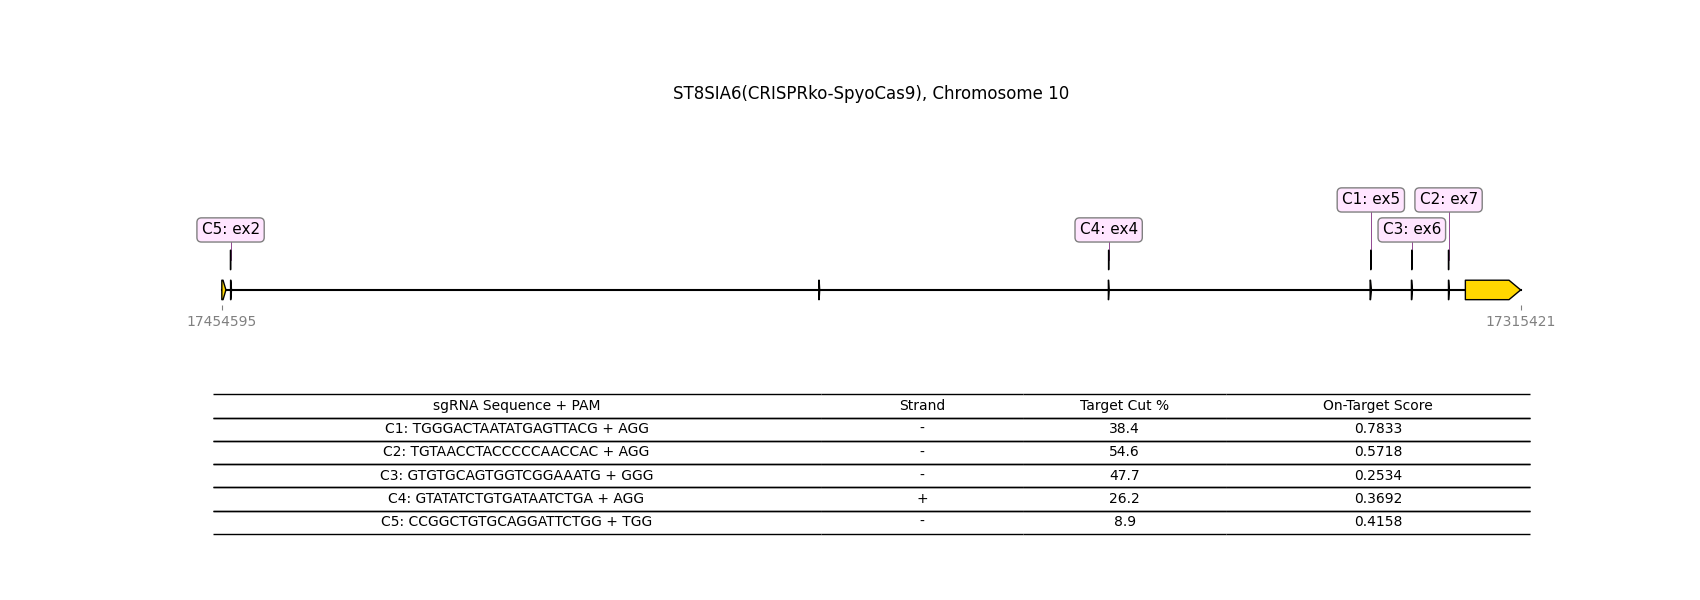 ST8SIA6(CRISPRko-SpyoCas9), Chromosome 10
C1: ex5 C2: ex7
C5: ex2 C4: ex4 C3: ex6
17454595 17315421
sgRNA Sequence + PAM Strand Target Cut % On-Target Score
C1: TGGGACTAATATGAGTTACG + AGG - 38.4 0.7833
C2: TGTAACCTACCCCCAACCAC + AGG - 54.6 0.5718
C3: GTGTGCAGTGGTCGGAAATG + GGG - 47.7 0.2534
C4: GTATATCTGTGATAATCTGA + AGG + 26.2 0.3692
C5: CCGGCTGTGCAGGATTCTGG + TGG - 8.9 0.4158